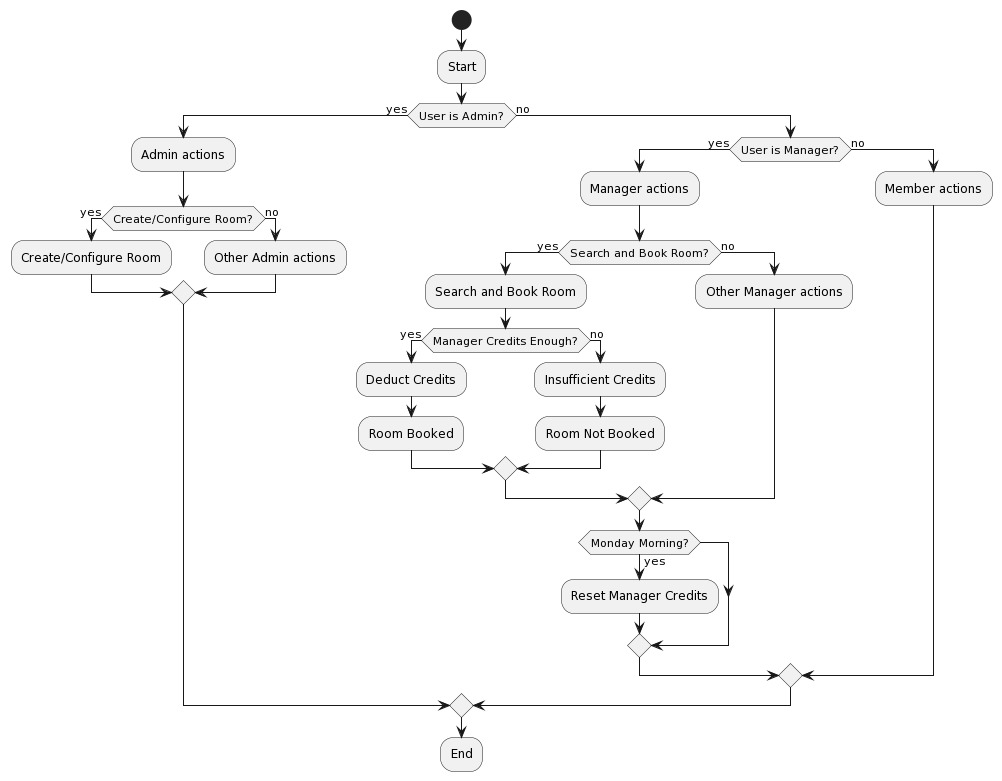 Start
yes
User is Admin?
no
Admin actions
yes
User is Manager?
no
Manager actions
Member actions
yes
Create/Configure Room?
no
Create/Configure Room
Other Admin actions
yes
Search and Book Room?
no
Search and Book Room
Other Manager actions
yes
Manager Credits Enough?
no
Deduct Credits
Insufficient Credits
Room Booked
Room Not Booked
Monday Morning?
yes
Reset Manager Credits
End